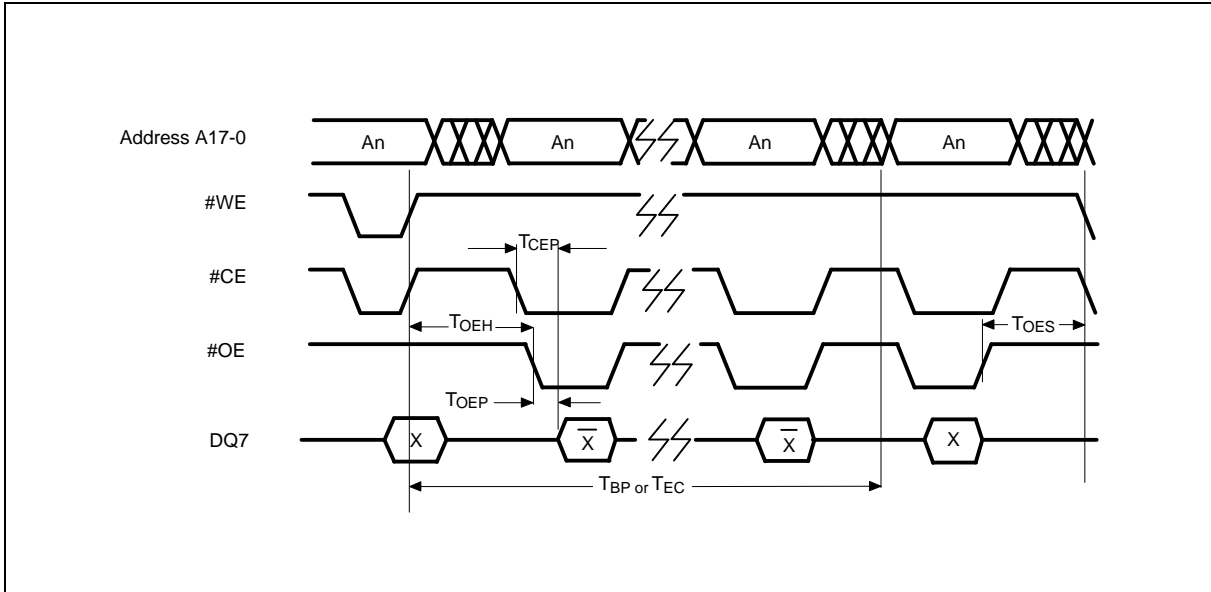 Address A17-0 An An An An
#WE
TCEP
#CE
TOEH TOES
#OE
TOEP
DQ7 X X̅ X̅ X
TBP or TEC